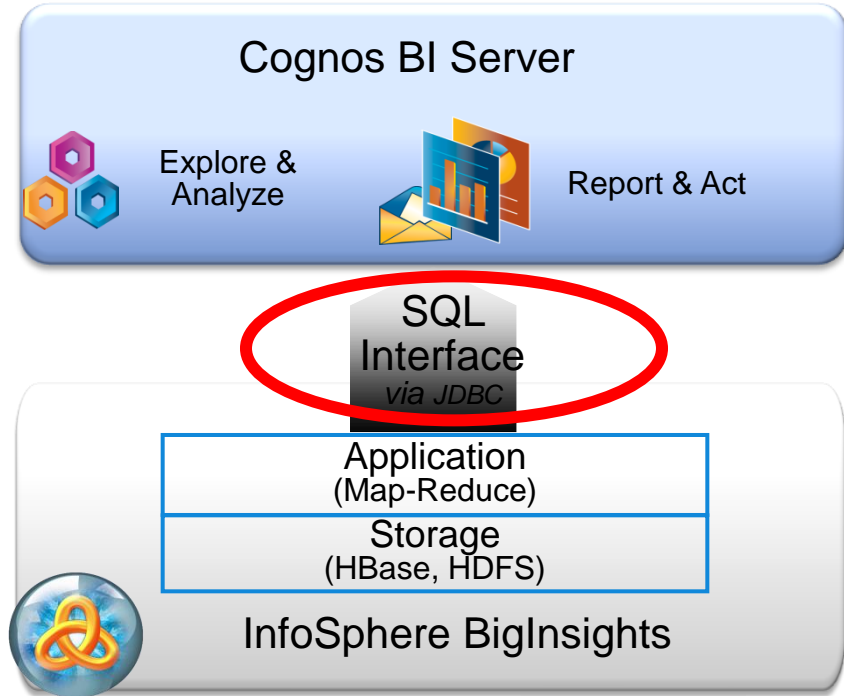 Cognos BI Server
Explore &
Analyze
Report & Act
SQL
Interface
via JDBC
Application
(Map-Reduce)
Storage
(HBase, HDFS)
InfoSphere BigInsights